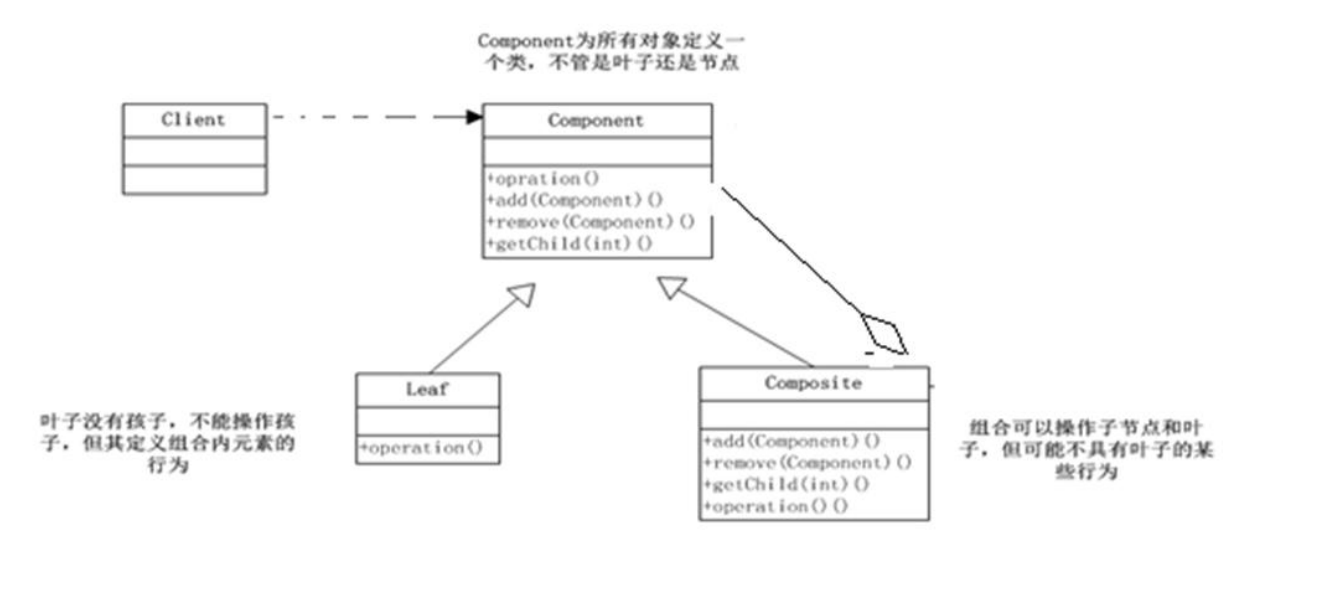 Component为所有对象定义一
个类，不管是叶子还是节点
Client
Component
+opration()
+add(Component)()
+remove(Component)()
+getChild(int)()
Leaf
+operation()
叶子没有孩子，不能操作孩
子，但其定义组合内元素的
行为
Composite
+add(Component)()
+remove(Component)()
+getChild(int)()
+operation()()
组合可以操作子节点和叶
子，但可能不具有叶子的某
些行为